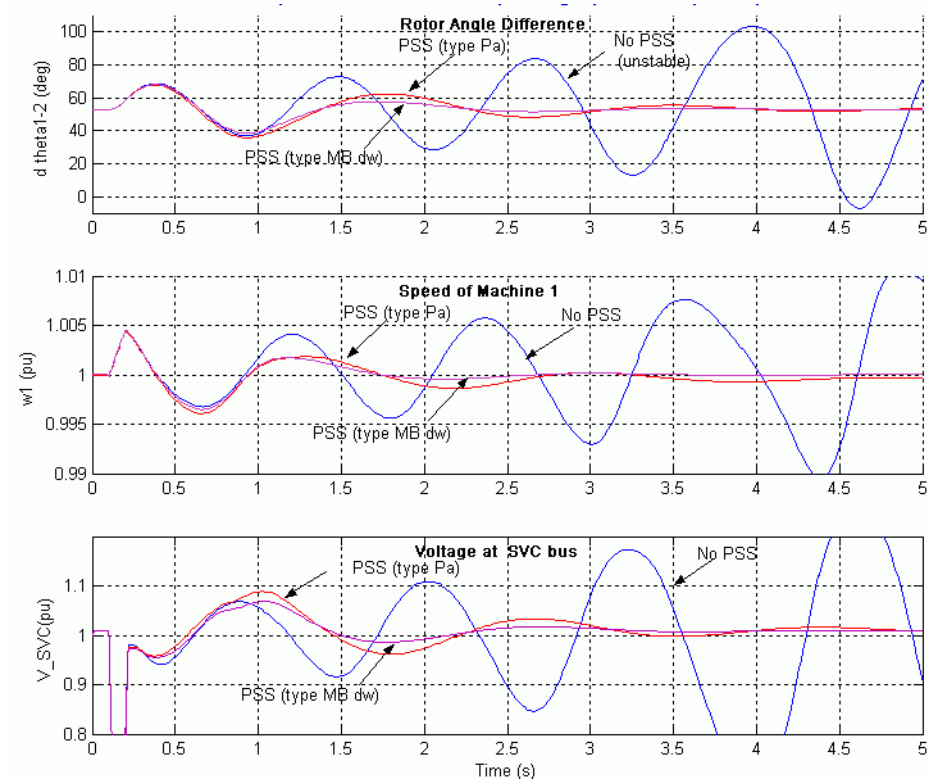 Rotor Angle Difference
PSS (type Pa)
No PSS
(unstable)
PSS (type MB dw)
d theta1-2 (deg)
100
80
60
40
20
0
0 0.5 1 1.5 2 2.5 3 3.5 4 4.5 5
Speed of Machine 1
PSS (type Pa)
No PSS
PSS (type MB dw)
w1 (pu)
1.01
1.005
1
0.995
0.99
0 0.5 1 1.5 2 2.5 3 3.5 4 4.5 5
Voltage at SVC bus
PSS (type Pa)
No PSS
PSS (type MB dw)
V_SVC(pu)
1.1
1
0.9
0.8
0 0.5 1 1.5 2 2.5 3 3.5 4 4.5 5
Time (s)